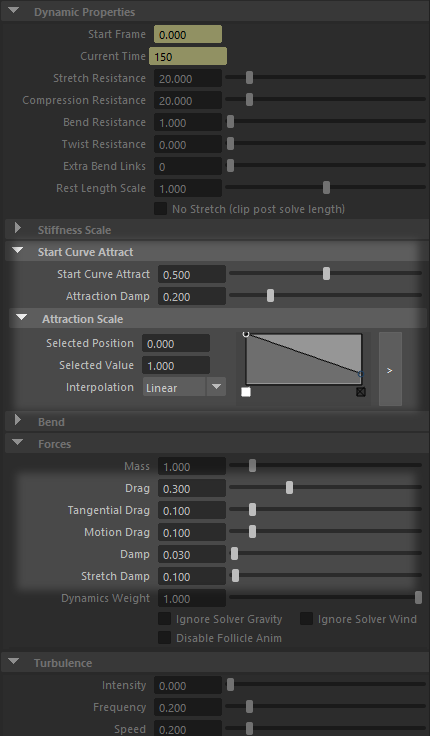 Dynamic Properties
Start Frame 0.000
Current Time 150
Stretch Resistance 20.000
Compression Resistance 20.000
Bend Resistance 1.000
Twist Resistance 0.000
Extra Bend Links 0
Rest Length Scale 1.000
No Stretch (clip post solve length)
Stiffness Scale
Start Curve Attract
Start Curve Attract 0.500
Attraction Damp 0.200
Attraction Scale
Selected Position 0.000
Selected Value 1.000
Interpolation Linear
>
Bend
Forces
Mass 1.000
Drag 0.300
Tangential Drag 0.100
Motion Drag 0.100
Damp 0.030
Stretch Damp 0.100
Dynamics Weight 1.000
Ignore Solver Gravity Ignore Solver Wind
Disable Follicle Anim
Turbulence
Intensity 0.000
Frequency 0.200
Speed 0.200